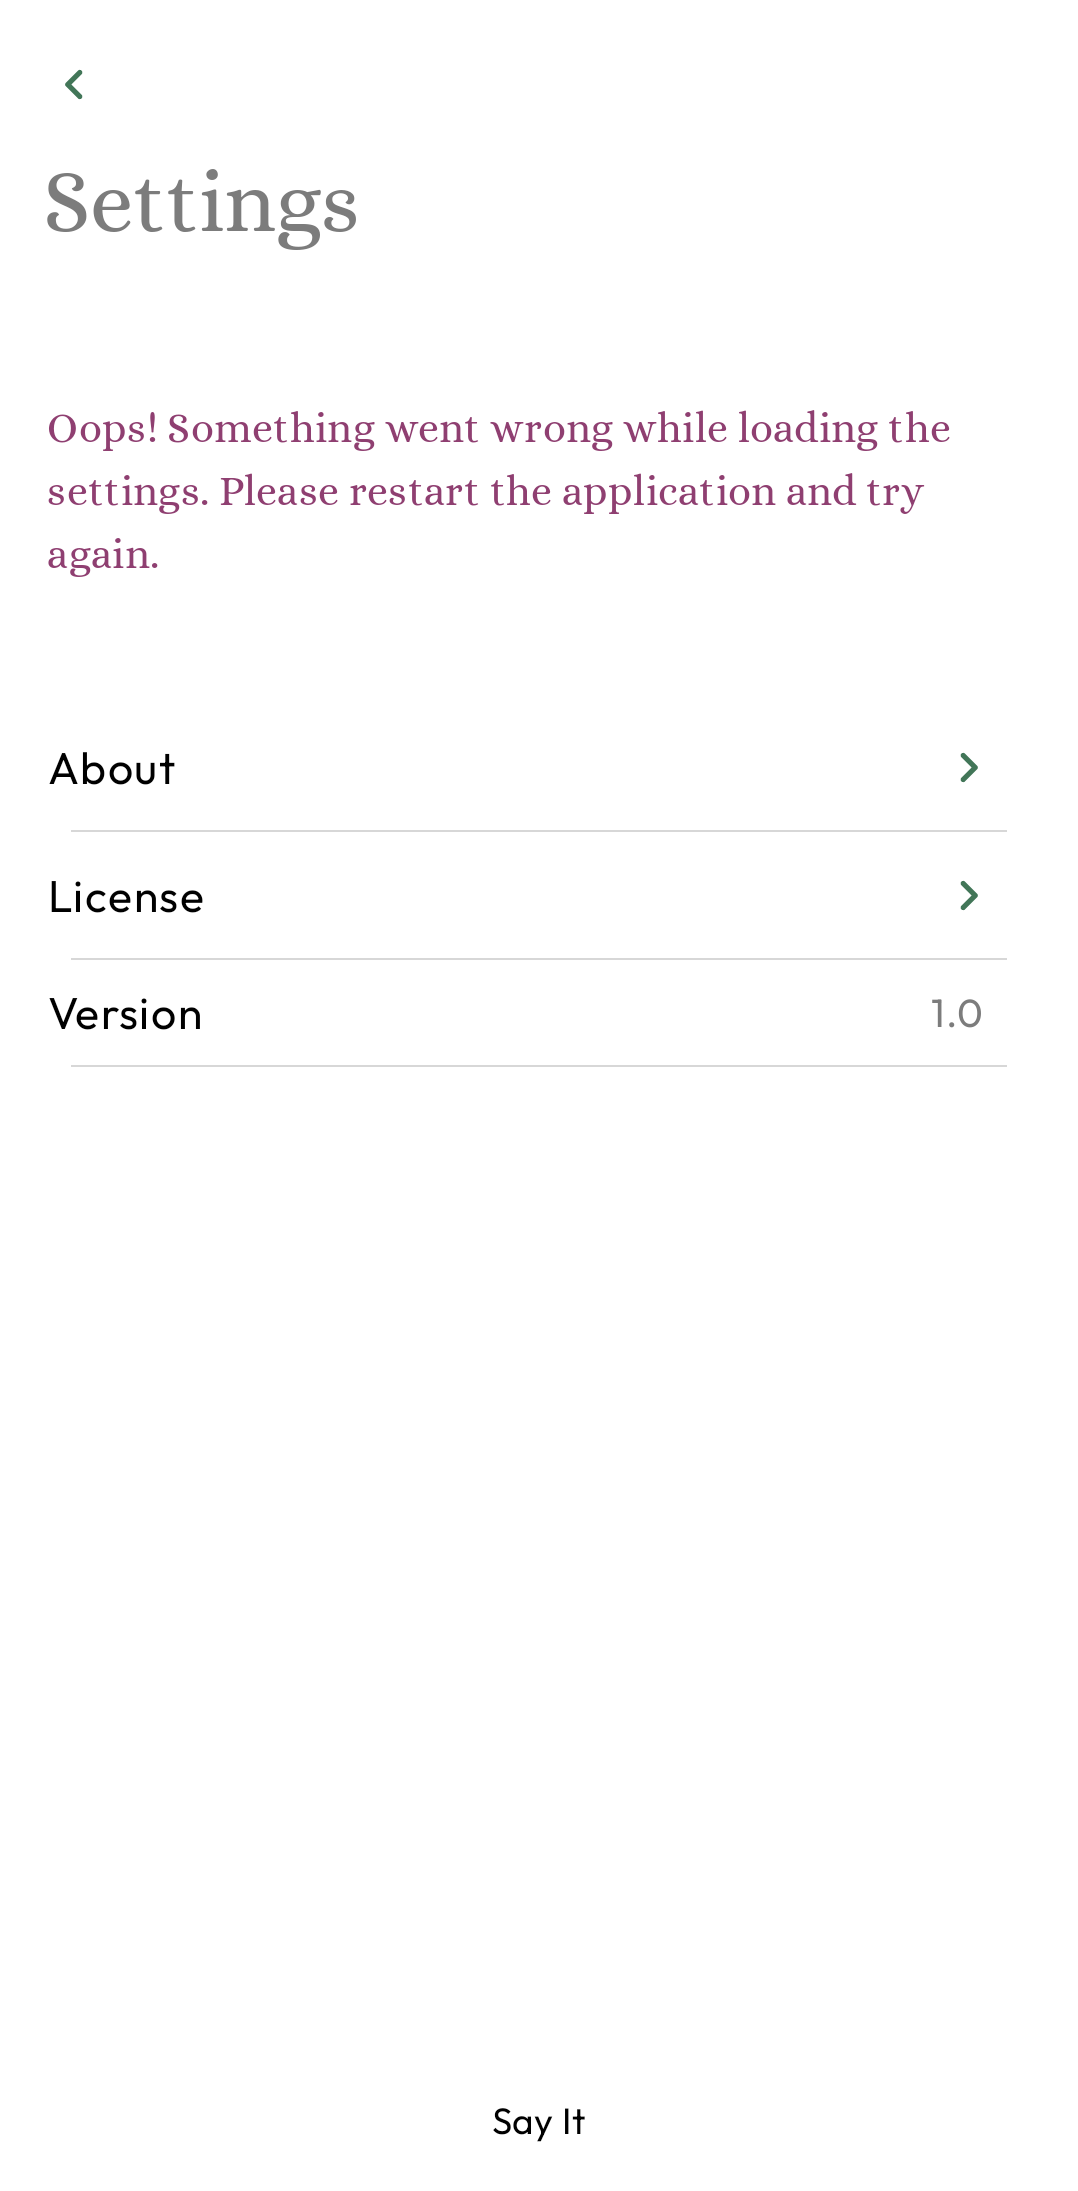 Settings
Oops! Something went wrong while loading the
settings. Please restart the application and try
again.
About
License
Version 1.0
Say It